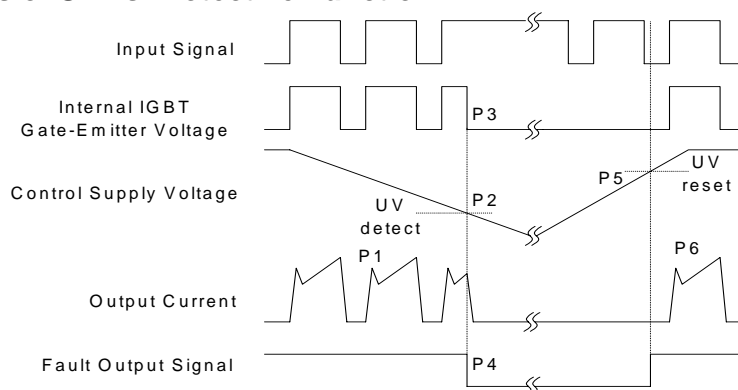 Input Signal
Internal IGBT
Gate-Emitter Voltage
P3
Control Supply Voltage
P5
UV
reset
P2
UV
detect
P1
P6
Output Current
Fault Output Signal
P4